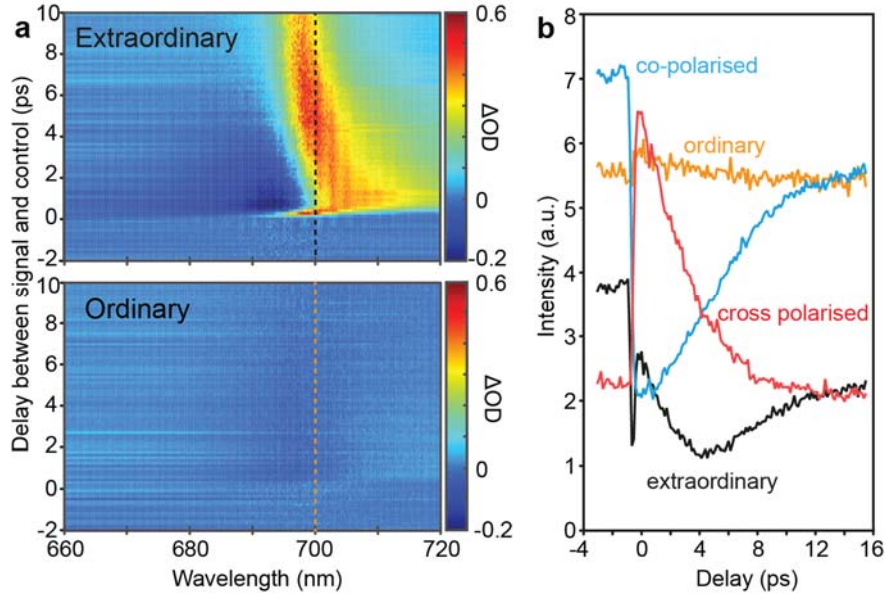 a
Extraordinary
10
8
6
4
2
0
-2
0.6
ΔOD
0
-0.2
Ordinary
10
8
6
4
2
0
-2
0.6
ΔOD
0
-0.2
660
680
700
720
Wavelength (nm)
Delay between signal and control (ps)
b
8
7
6
5
4
3
2
1
0
Intensity (a.u.)
co-polarised
ordinary
cross polarised
extraordinary
-4
0
4
8
12
16
Delay (ps)